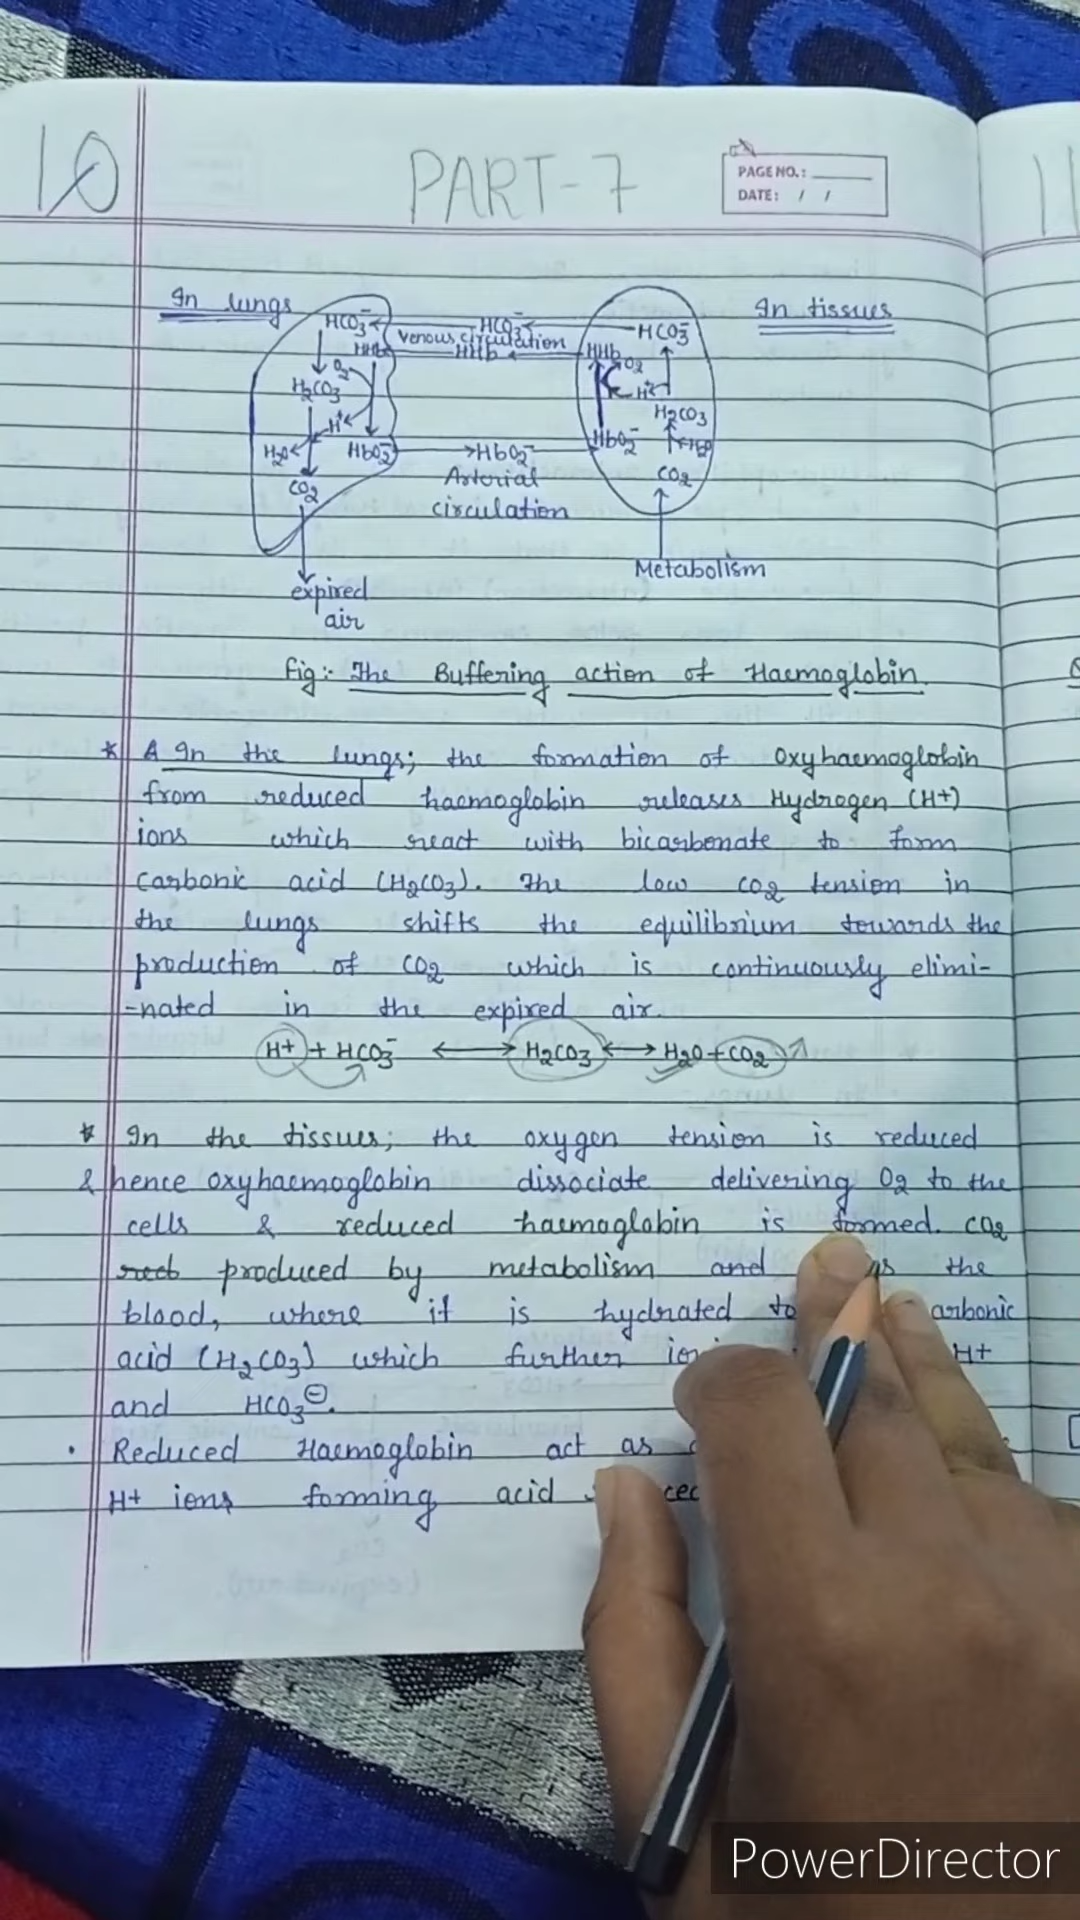 10
PART-7
PAGE NO.:
DATE: / /
11
In lungs
In tissues
HCO3⁻
HCO3⁻
HCO3⁻
venous circulation
HHb
HHb
HHb
O2
O2
H2CO3
H+
H+
H2CO3
H2O
HbO2⁻
HbO2⁻
HbO2⁻
H2O
CO2
Arterial
circulation
CO2
Metabolism
expired
air
Fig:- The Buffering action of Haemoglobin.
* In the lungs; the formation of Oxyhaemoglobin
from reduced haemoglobin releases Hydrogen (H+)
ions which react with bicarbonate to form
Carbonic acid (H2CO3). The low CO2 tension in
the lungs shifts the equilibrium towards the
production of CO2 which is continuously elimi-
-nated in the expired air.
H+ + HCO3⁻ ⟷ H2CO3 ⟷ H2O + CO2 ↗
* In the tissues; the oxygen tension is reduced
& hence oxyhaemoglobin dissociate delivering O2 to the
cells & reduced haemoglobin is formed. CO2
produced by metabolism and the
blood, where it is hydrated to arbonic
acid (H2CO3) which further H+
and HCO3⊖.
• Reduced Haemoglobin act as
H+ ions forming acid
PowerDirector